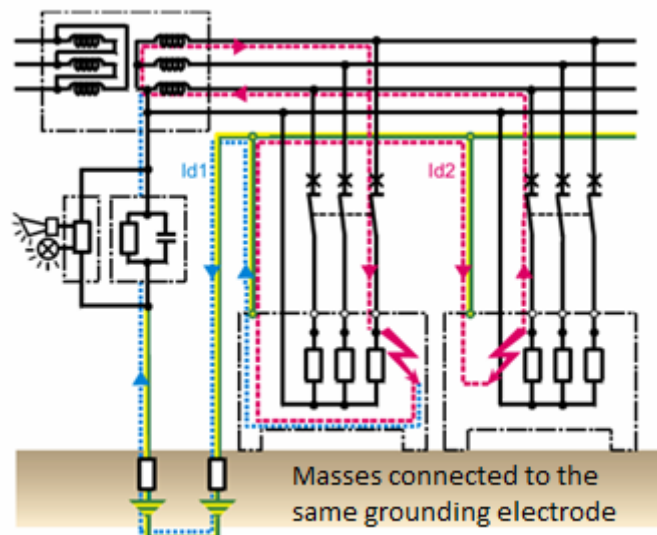 Id1
Id2
Masses connected to the
same grounding electrode